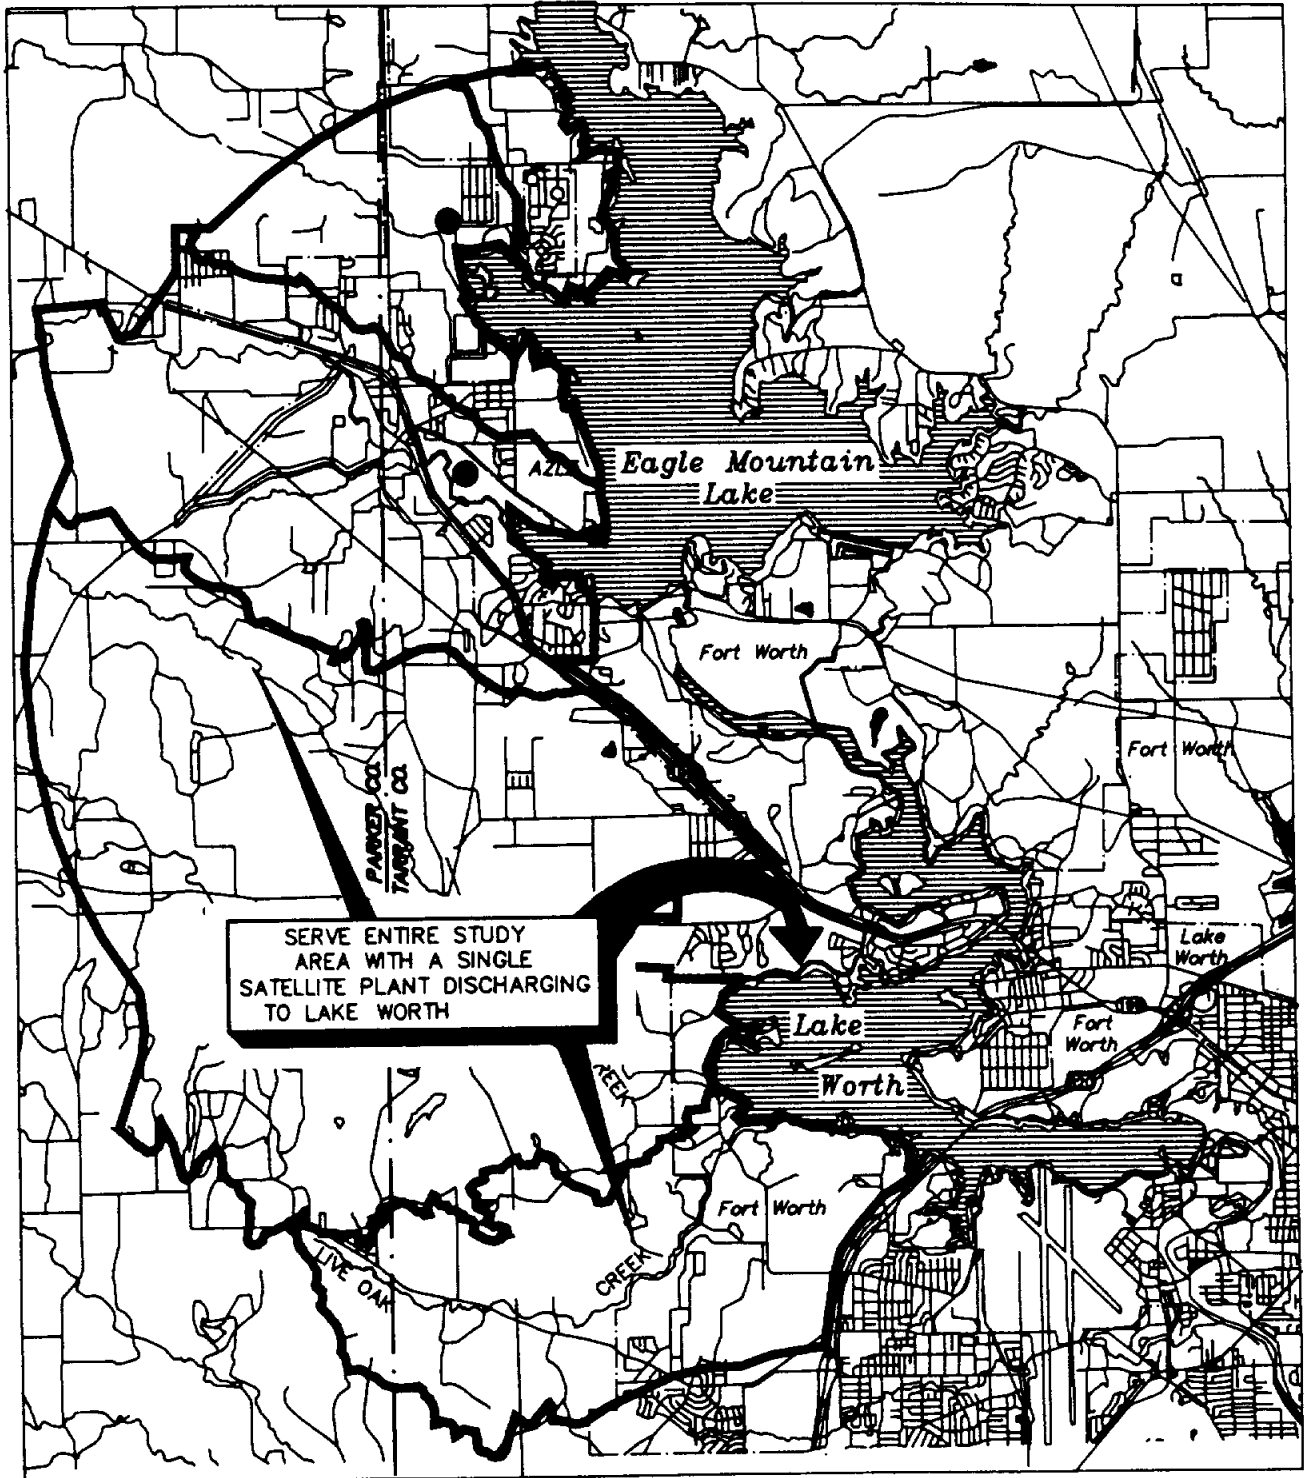 AZLE
Eagle Mountain
Lake
Fort Worth
Fort Worth
PARKER CO.
TARRANT CO.
SERVE ENTIRE STUDY
AREA WITH A SINGLE
SATELLITE PLANT DISCHARGING
TO LAKE WORTH
Lake
Worth
Lake
Worth
Fort
Worth
REEK
Fort Worth
LIVE OAK
CREEK